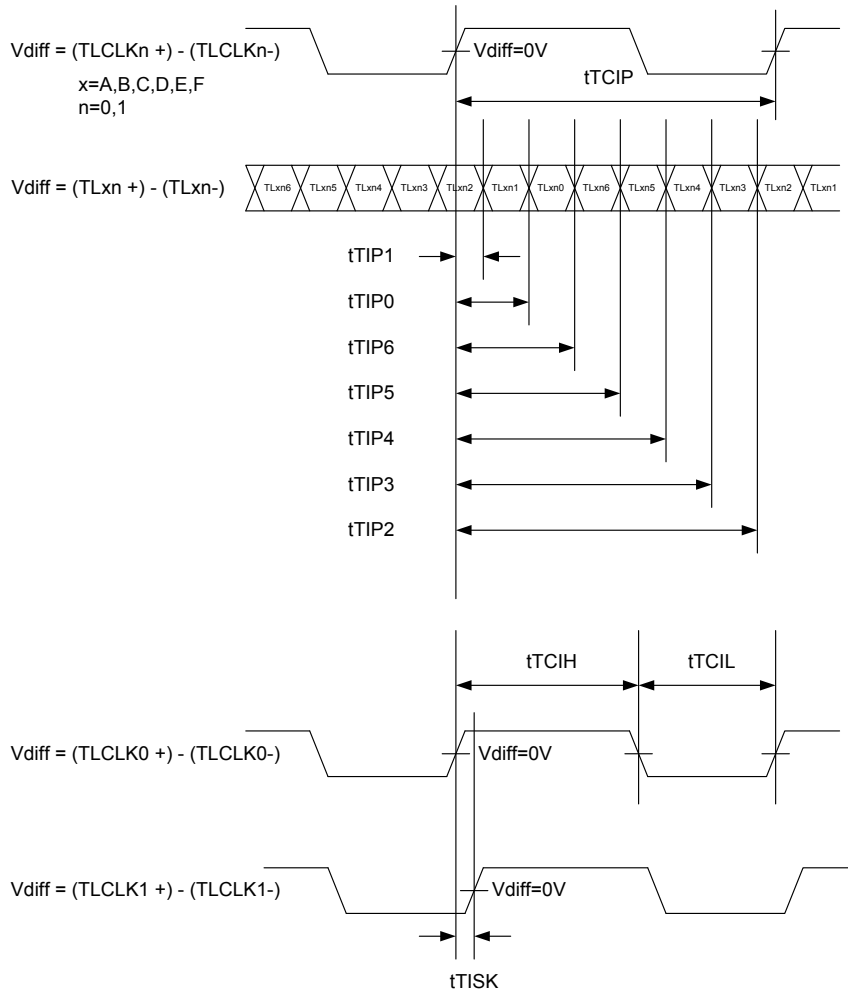 Vdiff = (TLCLKn +) - (TLCLKn-)
Vdiff=0V
x=A,B,C,D,E,F
n=0,1
tTCIP
Vdiff = (TLxn +) - (TLxn-)
TLxn6 TLxn5 TLxn4 TLxn3 TLxn2 TLxn1 TLxn0 TLxn6 TLxn5 TLxn4 TLxn3 TLxn2 TLxn1
tTIP1
tTIP0
tTIP6
tTIP5
tTIP4
tTIP3
tTIP2
tTCIH tTCIL
Vdiff = (TLCLK0 +) - (TLCLK0-)
Vdiff=0V
Vdiff = (TLCLK1 +) - (TLCLK1-)
Vdiff=0V
tTISK